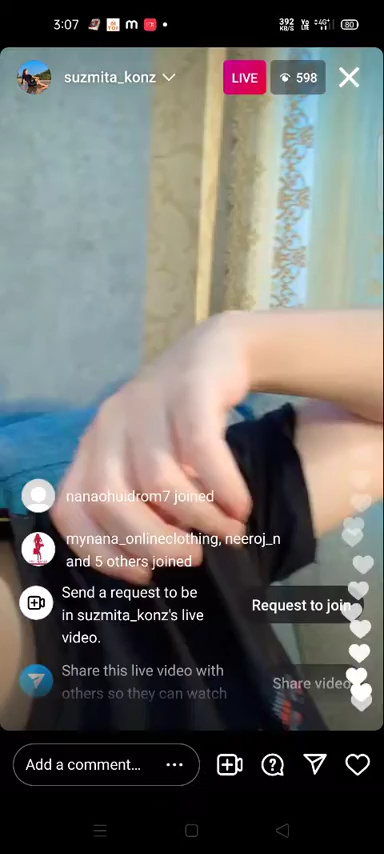 3:07
392
KB/S
4G+
80
suzmita_konz
LIVE
598
nanaohuidrom7 joined
mynana_onlineclothing, neeroj_n
and 5 others joined
Send a request to be
in suzmita_konz's live
video.
Request to join
Share this live video with
others so they can watch
Share video
Add a comment...